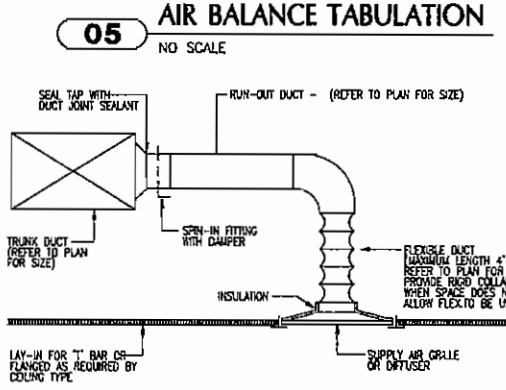 AIR BALANCE TABULATION
05
NO SCALE
SEAL TAP WITH
DUCT JOINT SEALANT
RUN-OUT DUCT - (REFER TO PLAN FOR SIZE)
TRUNK DUCT
(REFER TO PLAN
FOR SIZE)
SPIN-IN FITTING
WITH DAMPER
FLEXIBLE DUCT
(MAXIMUM LENGTH 4'
REFER TO PLAN FOR
PROVIDE RIGID
WHEN SPACE DOES
ALLOW FLEX TO BE
INSULATION
LAY-IN FOR 'T' BAR OR
FLANGED AS REQUIRED BY
CEILING TYPE
SUPPLY AIR GRILLE
OR DIFFUSER